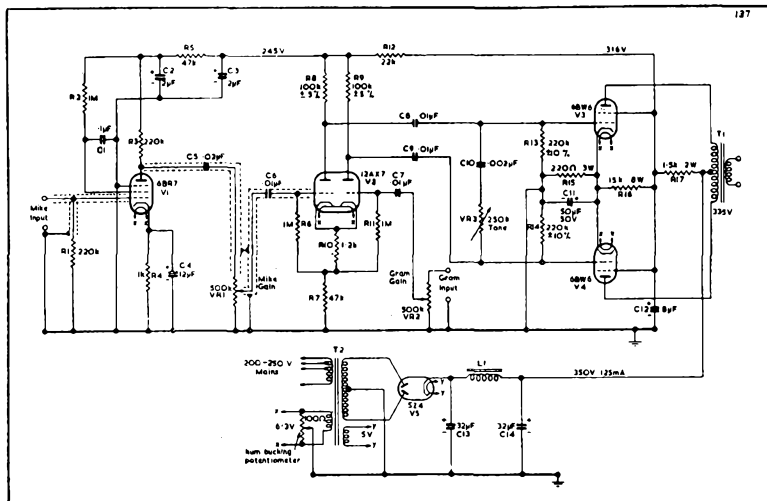 137
R5
47k
245V
R12
22k
316V
C2
2µF
C3
2µF
R2
1M
R8
100k
±5%
R9
100k
±5%
C8
·01µF
6BW6
V3
·1µF
C1
R3
220k
C5 ·02µF
C9 ·01µF
R13
220k
±10%
T1
C6
·01µF
12AX7
V2
C7
·01µF
C10
·002µF
220Ω 3W
R15
15k 8W
R16
1·5k 2W
R17
6BR7
V1
C11
50µF
50V
Mike
Input
R6
1M
R11
1M
VR3
250k
Tone
R14
220k
±10%
335V
R10
1·2k
Gram
Gain
Gram
Input
6BW6
V4
R1
220k
1k
R4
C4
12µF
Mike
Gain
500k
VR1
R7
47k
500k
VR2
C12
8µF
T2
200-250 V
Mains
L1
350V 125mA
5Z4
V5
y
y
x
100Ω
6·3V
x
5V
y
y
32µF
C13
32µF
C14
hum bucking
potentiometer